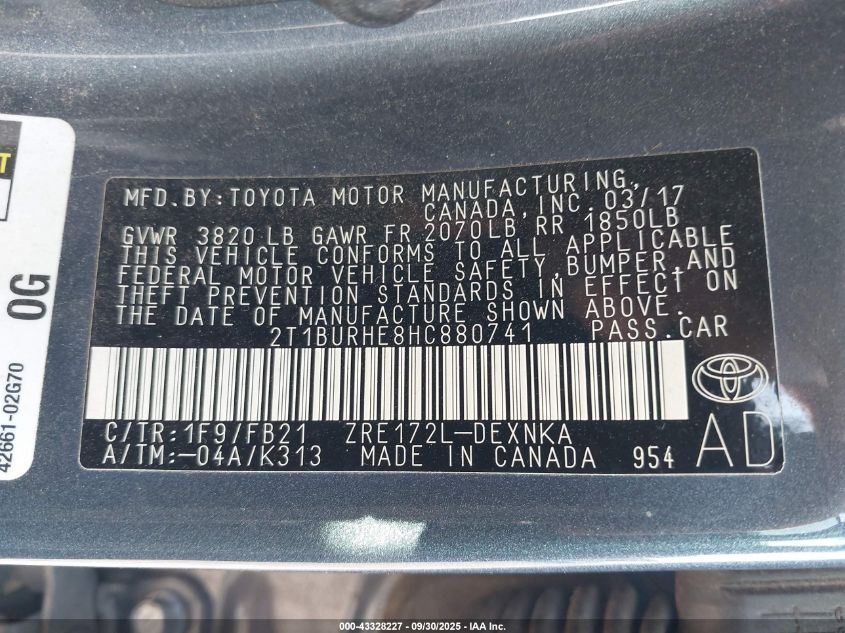 T
0G
42661-02G70
MFD.BY:TOYOTA MOTOR MANUFACTURING,
CANADA,INC. 03/17
GVWR 3820 LB GAWR FR 2070LB RR 1850LB
THIS VEHICLE CONFORMS TO ALL APPLICABLE
FEDERAL MOTOR VEHICLE SAFETY,BUMPER,AND
THEFT PREVENTION STANDARDS IN EFFECT ON
THE DATE OF MANUFACTURE SHOWN ABOVE.
2T1BURHE8HC880741 PASS.CAR
C/TR:1F9/FB21 ZRE172L-DEXNKA
A/TM:-04A/K313 MADE IN CANADA 954
AD
000-43328227 - 09/30/2025 - IAA Inc.